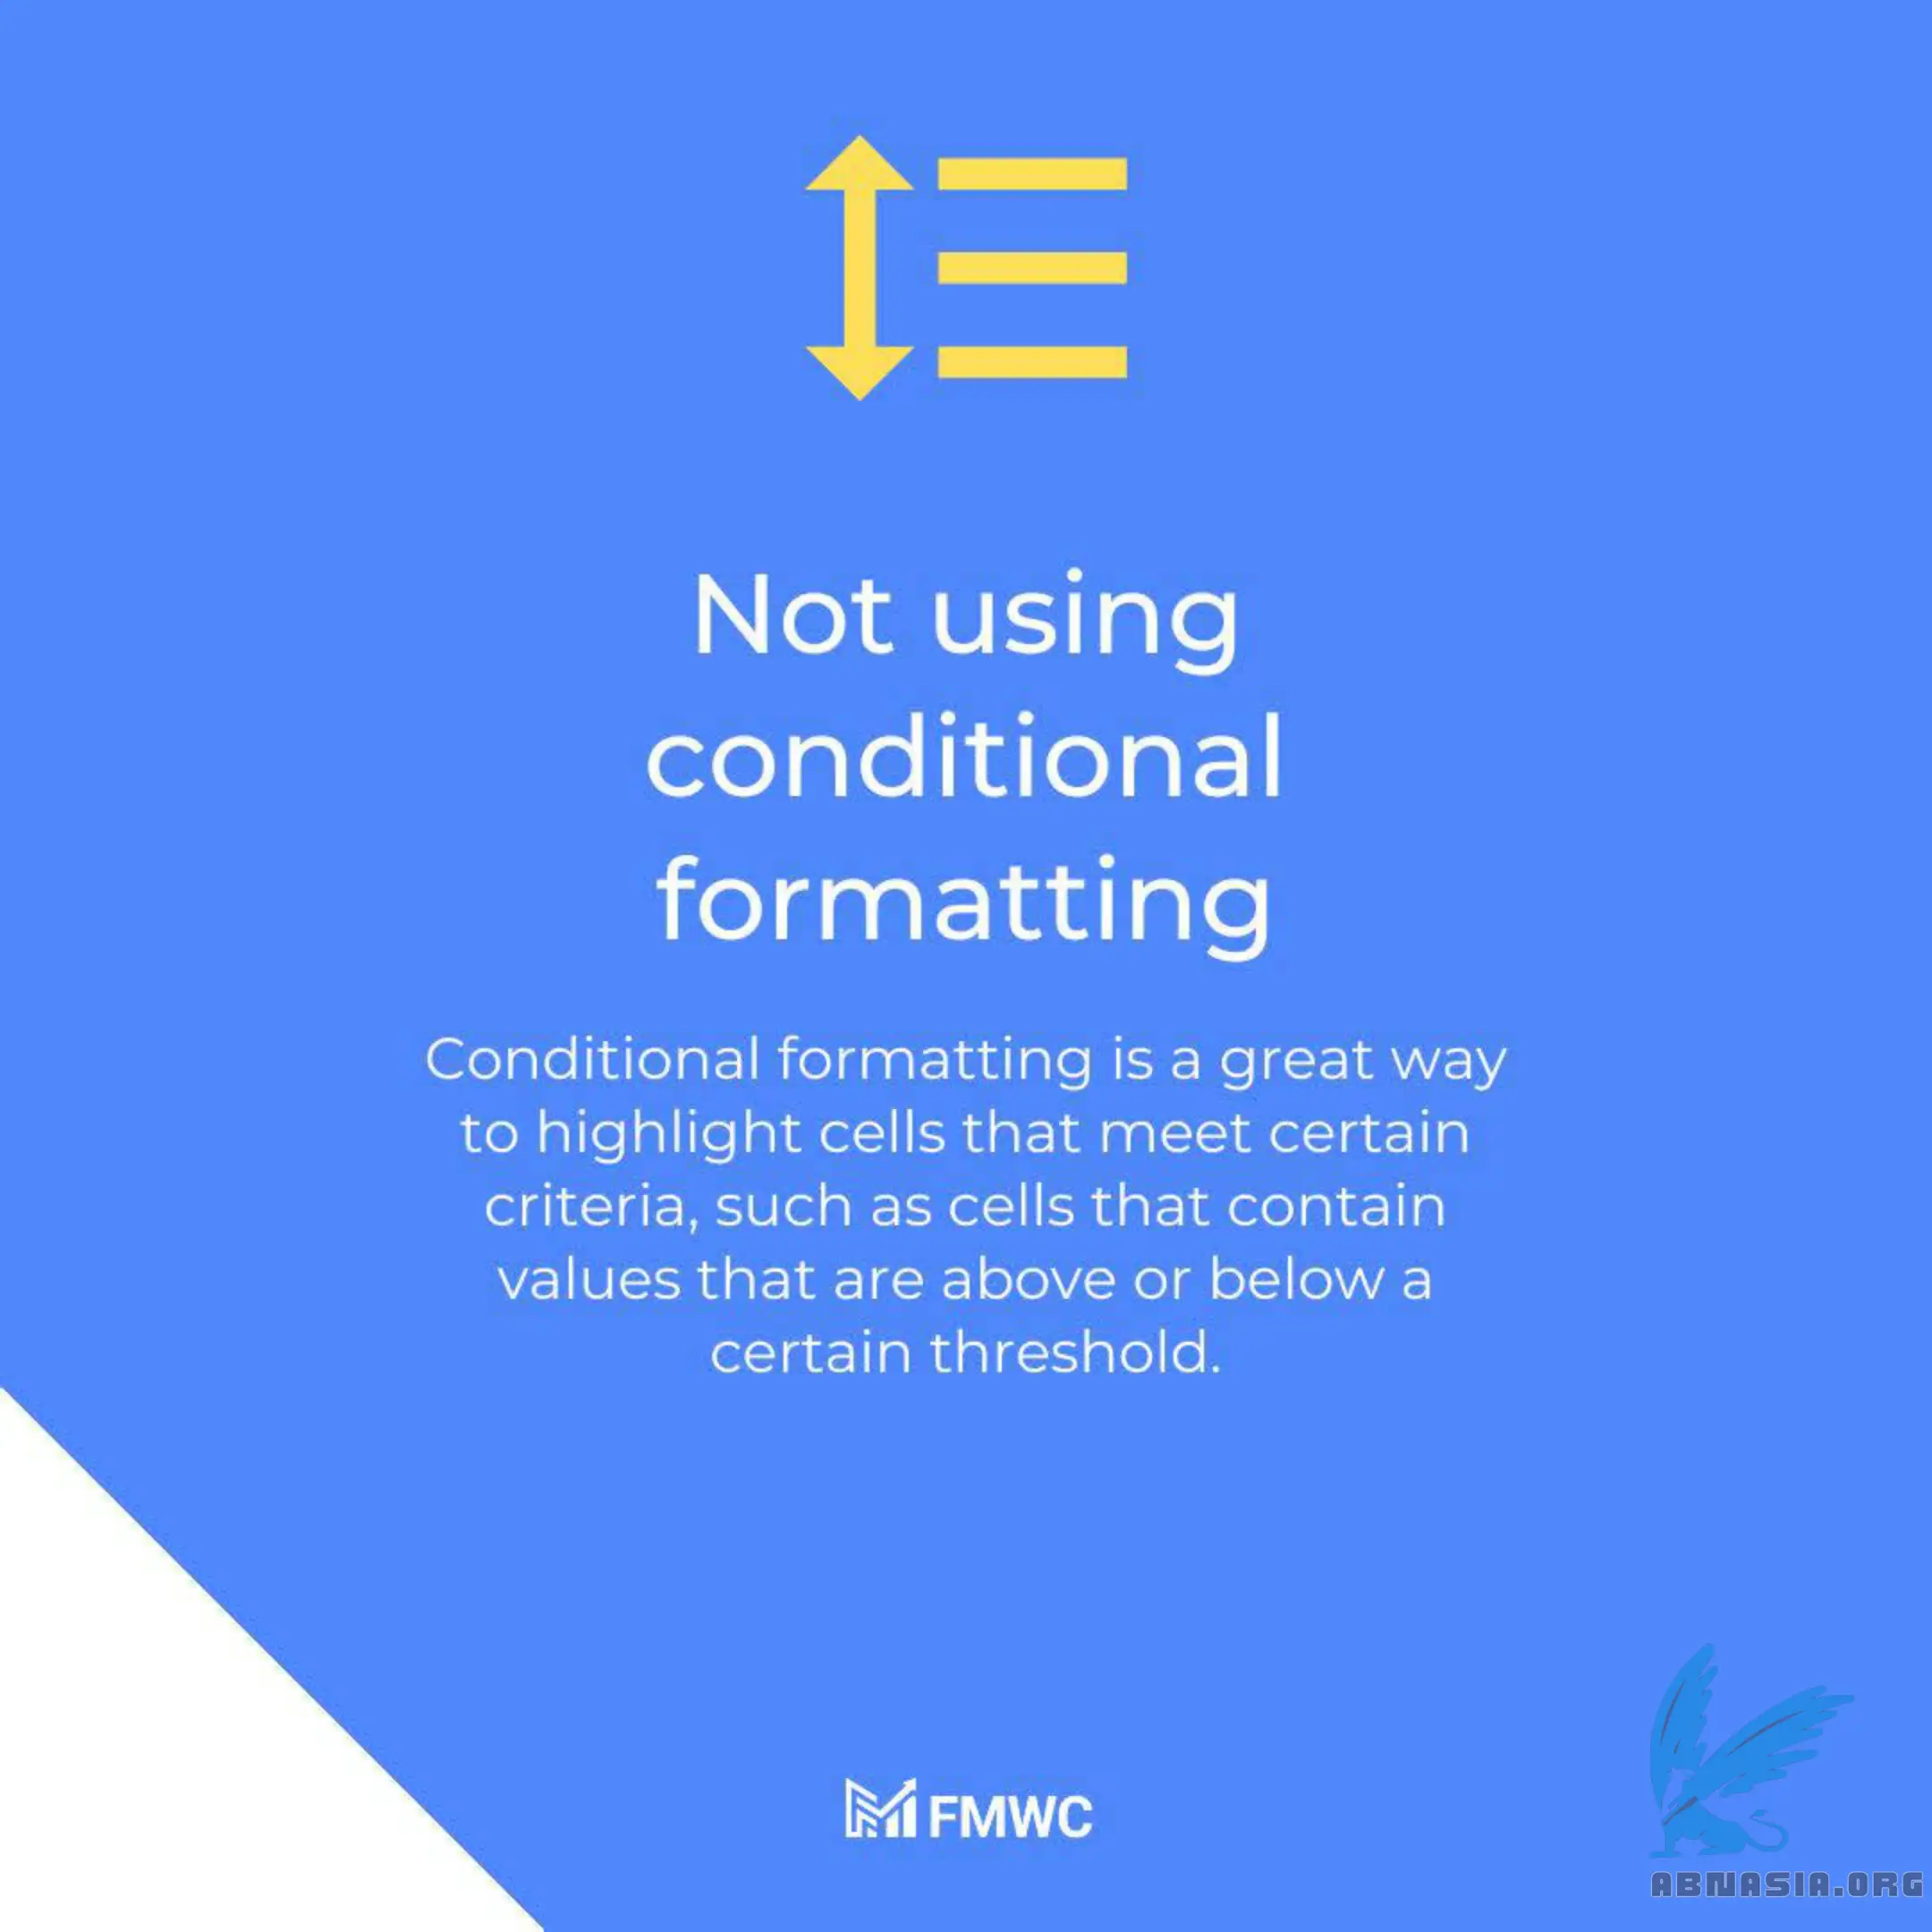 Not using
conditional
formatting
Conditional formatting is a great way
to highlight cells that meet certain
criteria, such as cells that contain
values that are above or below a
certain threshold.
FMWC
ABNASIA.ORG